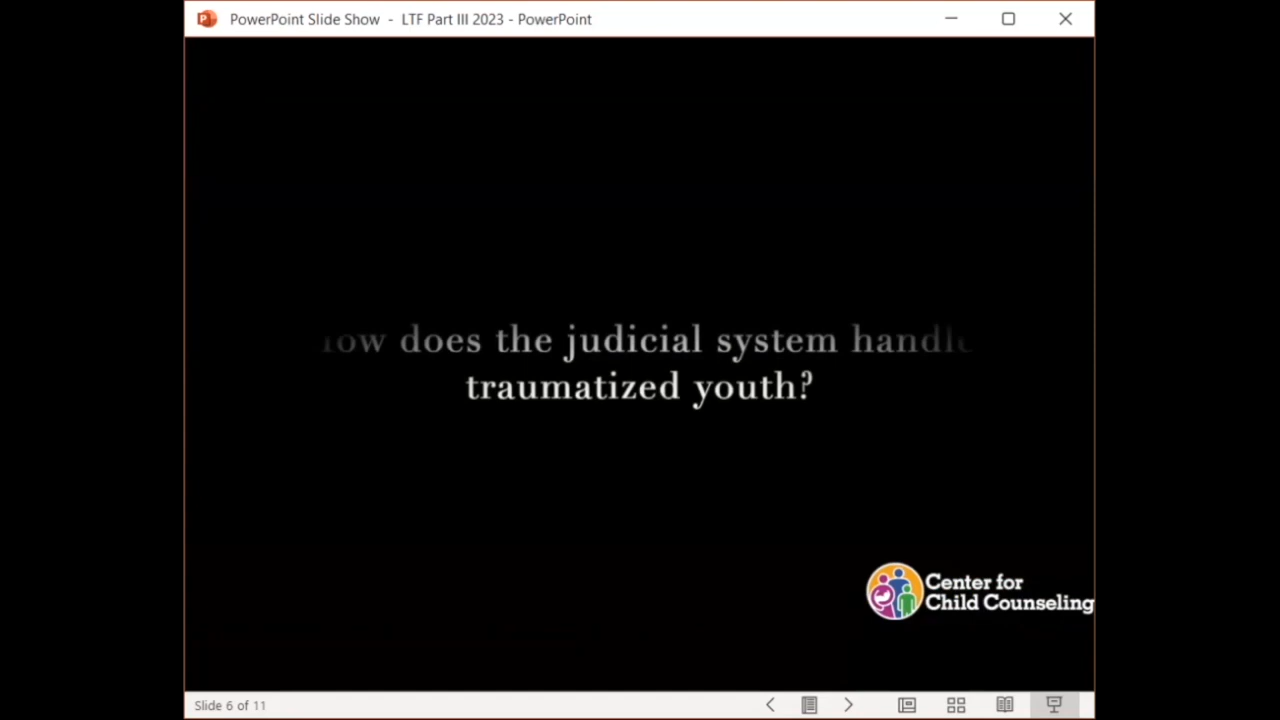 PowerPoint Slide Show - LTF Part III 2023 - PowerPoint
does the judicial system
traumatized youth?
Center for
Child Counseling
Slide 6 of 11